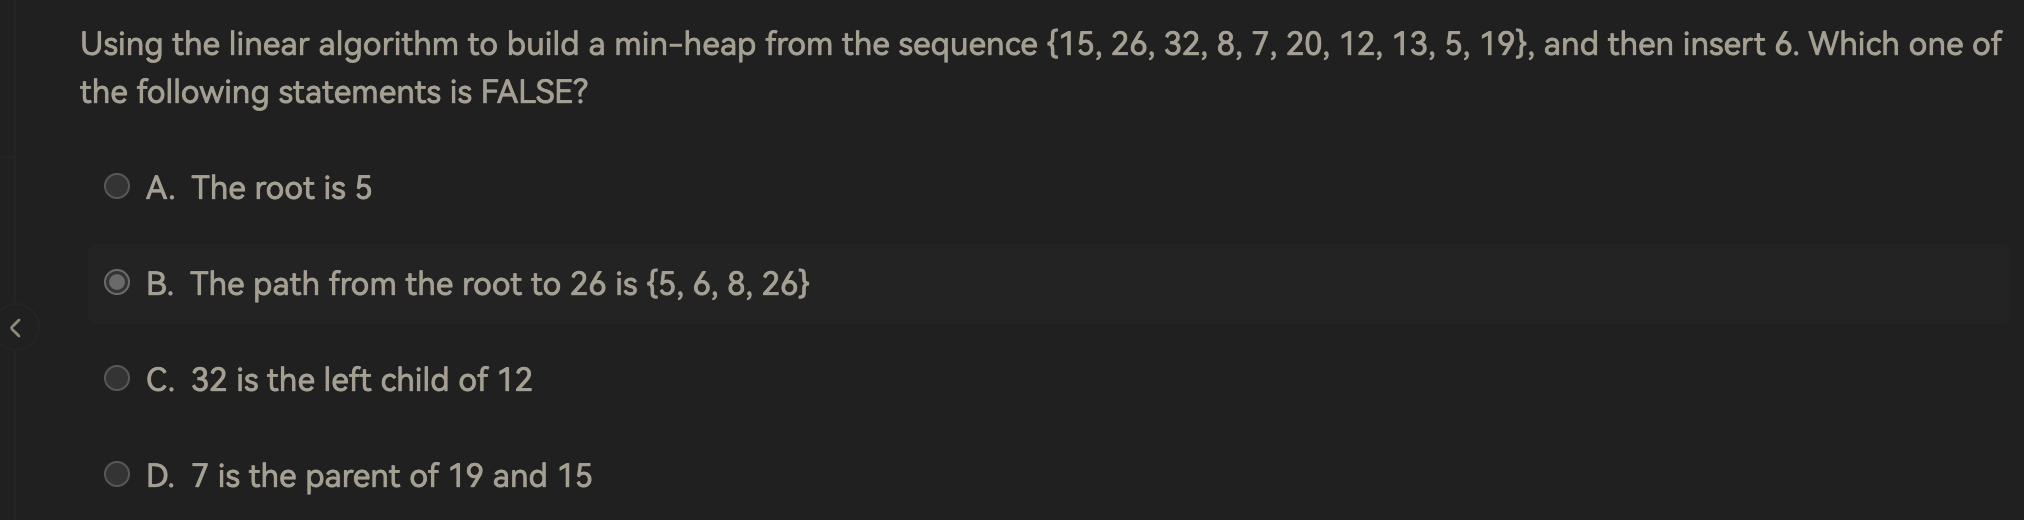 Using the linear algorithm to build a min-heap from the sequence {15, 26, 32, 8, 7, 20, 12, 13, 5, 19}, and then insert 6. Which one of
the following statements is FALSE?
A. The root is 5
B. The path from the root to 26 is {5, 6, 8, 26}
C. 32 is the left child of 12
D. 7 is the parent of 19 and 15